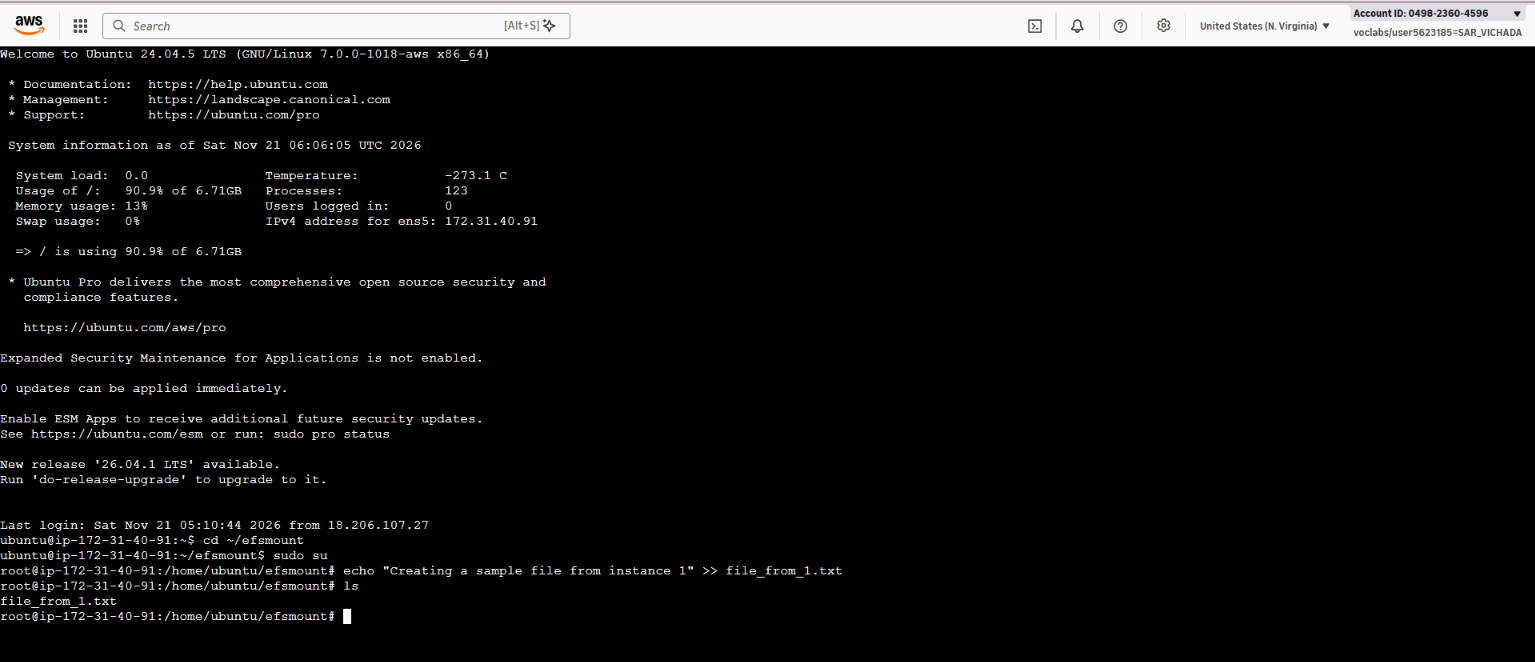 aws
Search [Alt+S]
United States (N. Virginia)
Account ID: 0498-2360-4596
voclabs/user5623185=SAR_VICHADA
Welcome to Ubuntu 24.04.5 LTS (GNU/Linux 7.0.0-1018-aws x86_64)
* Documentation: https://help.ubuntu.com
* Management: https://landscape.canonical.com
* Support: https://ubuntu.com/pro
System information as of Sat Nov 21 06:06:05 UTC 2026
System load: 0.0 Temperature: -273.1 C
Usage of /: 90.9% of 6.71GB Processes: 123
Memory usage: 13% Users logged in: 0
Swap usage: 0% IPv4 address for ens5: 172.31.40.91
=> / is using 90.9% of 6.71GB
* Ubuntu Pro delivers the most comprehensive open source security and
compliance features.
https://ubuntu.com/aws/pro
Expanded Security Maintenance for Applications is not enabled.
0 updates can be applied immediately.
Enable ESM Apps to receive additional future security updates.
See https://ubuntu.com/esm or run: sudo pro status
New release '26.04.1 LTS' available.
Run 'do-release-upgrade' to upgrade to it.
Last login: Sat Nov 21 05:10:44 2026 from 18.206.107.27
ubuntu@ip-172-31-40-91:~$ cd ~/efsmount
ubuntu@ip-172-31-40-91:~/efsmount$ sudo su
root@ip-172-31-40-91:/home/ubuntu/efsmount# echo "Creating a sample file from instance 1" >> file_from_1.txt
root@ip-172-31-40-91:/home/ubuntu/efsmount# ls
file_from_1.txt
root@ip-172-31-40-91:/home/ubuntu/efsmount#